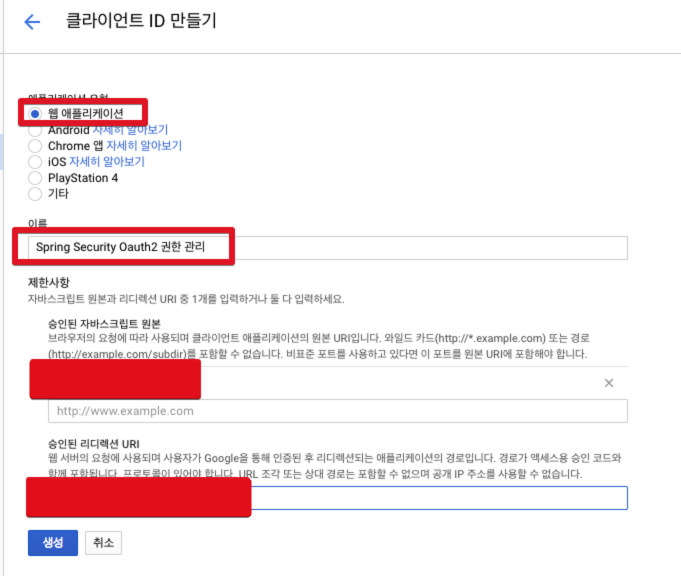 클라이언트 ID 만들기
애플리케이션 유형
웹 애플리케이션
Android 자세히 알아보기
Chrome 앱 자세히 알아보기
iOS 자세히 알아보기
PlayStation 4
기타
이름
Spring Security Oauth2 권한 관리
제한사항
자바스크립트 원본과 리디렉션 URI 중 1개를 입력하거나 둘 다 입력하세요.
승인된 자바스크립트 원본
브라우저의 요청에 따라 사용되며 클라이언트 애플리케이션의 원본 URI입니다. 와일드 카드(http://*.example.com) 또는 경로
(http://example.com/subdir)를 포함할 수 없습니다. 비표준 포트를 사용하고 있다면 이 포트를 원본 URI에 포함해야 합니다.
http://www.example.com
승인된 리디렉션 URI
웹 서버의 요청에 사용되며 사용자가 Google을 통해 인증된 후 리디렉션되는 애플리케이션의 경로입니다. 경로가 액세스용 승인 코드와
함께 포함됩니다. 프로토콜이 있어야 합니다. URL 조각 또는 상대 경로는 포함할 수 없으며 공개 IP 주소를 사용할 수 없습니다.
생성 취소